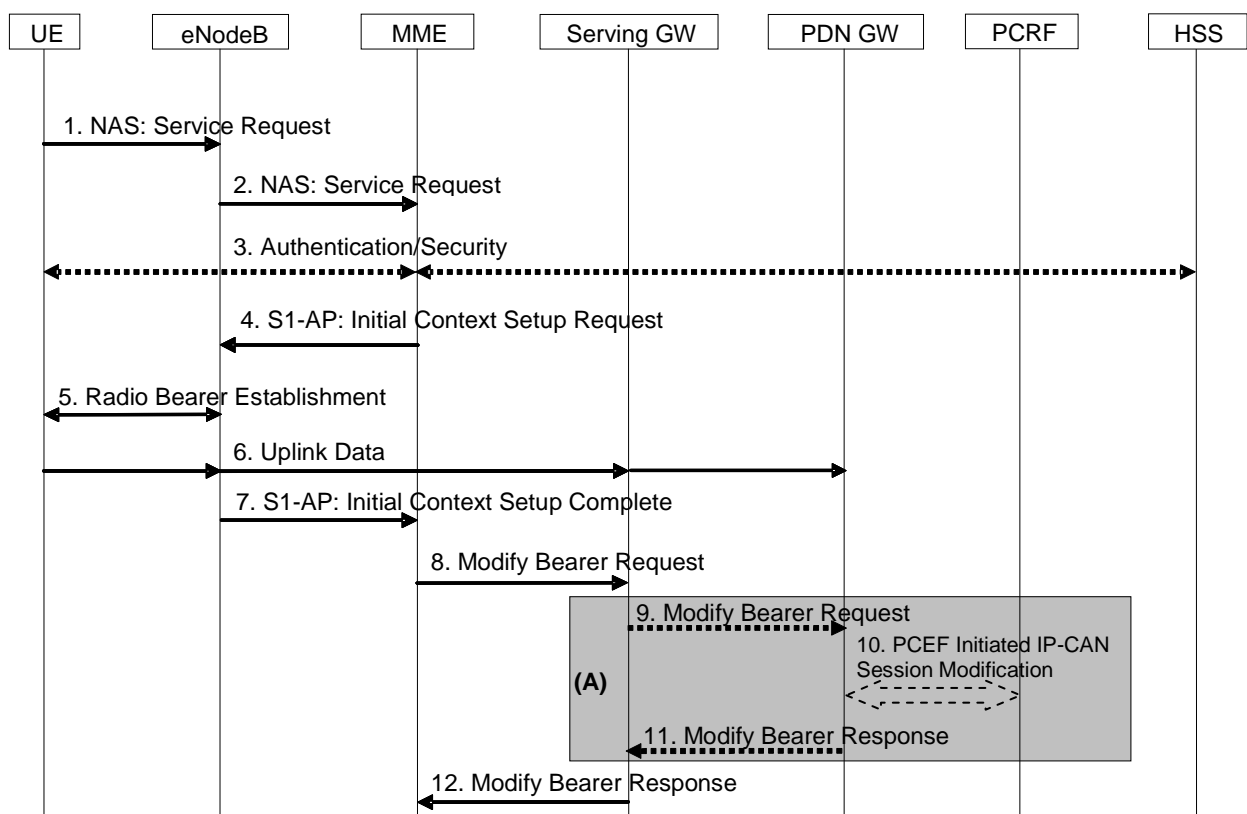 UE eNodeB MME Serving GW PDN GW PCRF HSS
1. NAS: Service Request
2. NAS: Service Request
3. Authentication/Security
4. S1-AP: Initial Context Setup Request
5. Radio Bearer Establishment
6. Uplink Data
7. S1-AP: Initial Context Setup Complete
8. Modify Bearer Request
9. Modify Bearer Request
10. PCEF Initiated IP-CAN
Session Modification
(A)
11. Modify Bearer Response
12. Modify Bearer Response